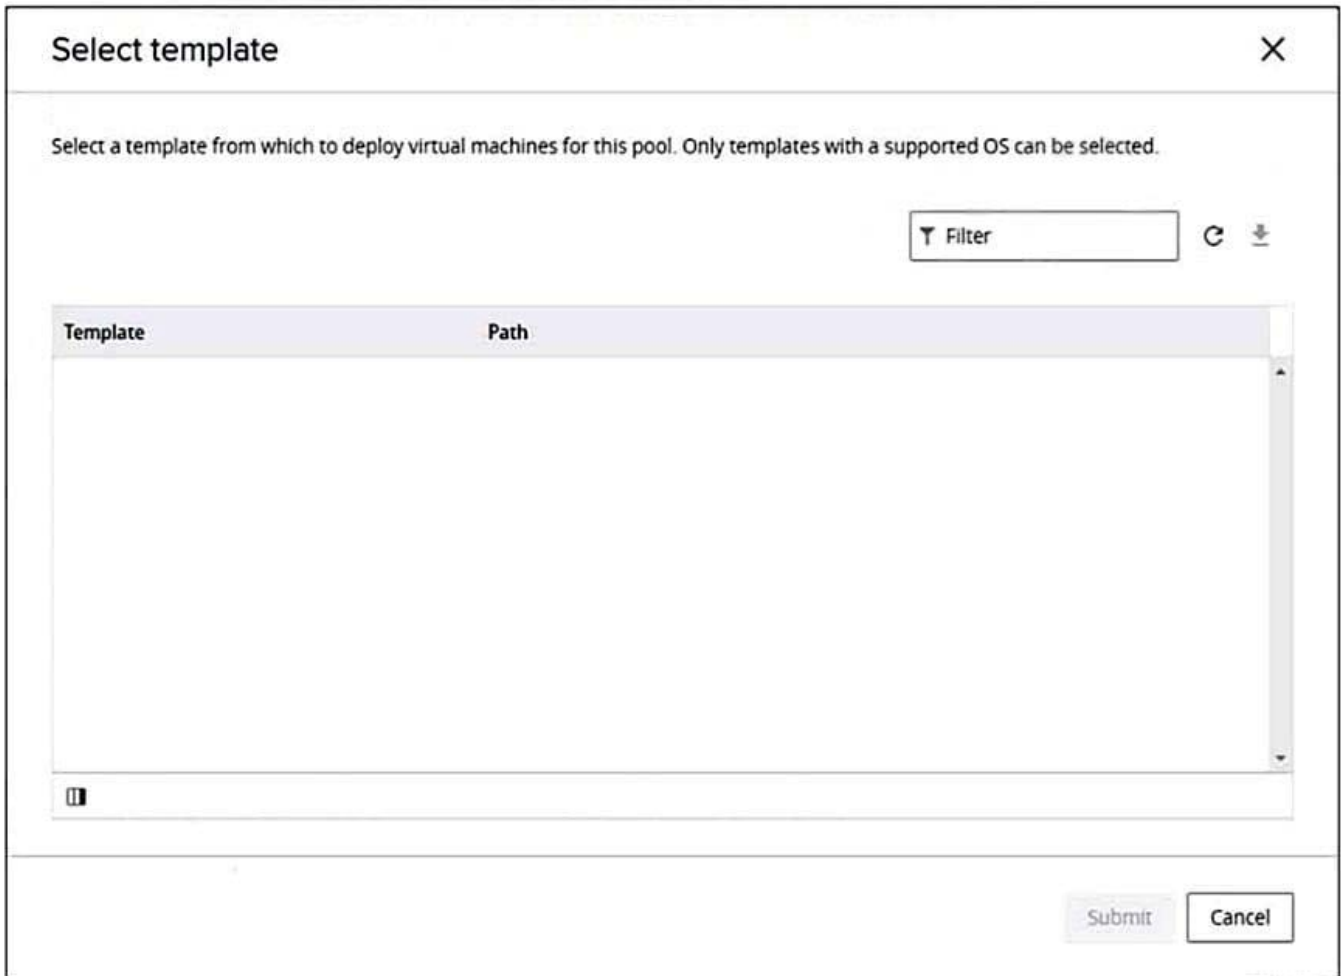 Select template
Select a template from which to deploy virtual machines for this pool. Only templates with a supported OS can be selected.
Filter
Template Path
Submit Cancel